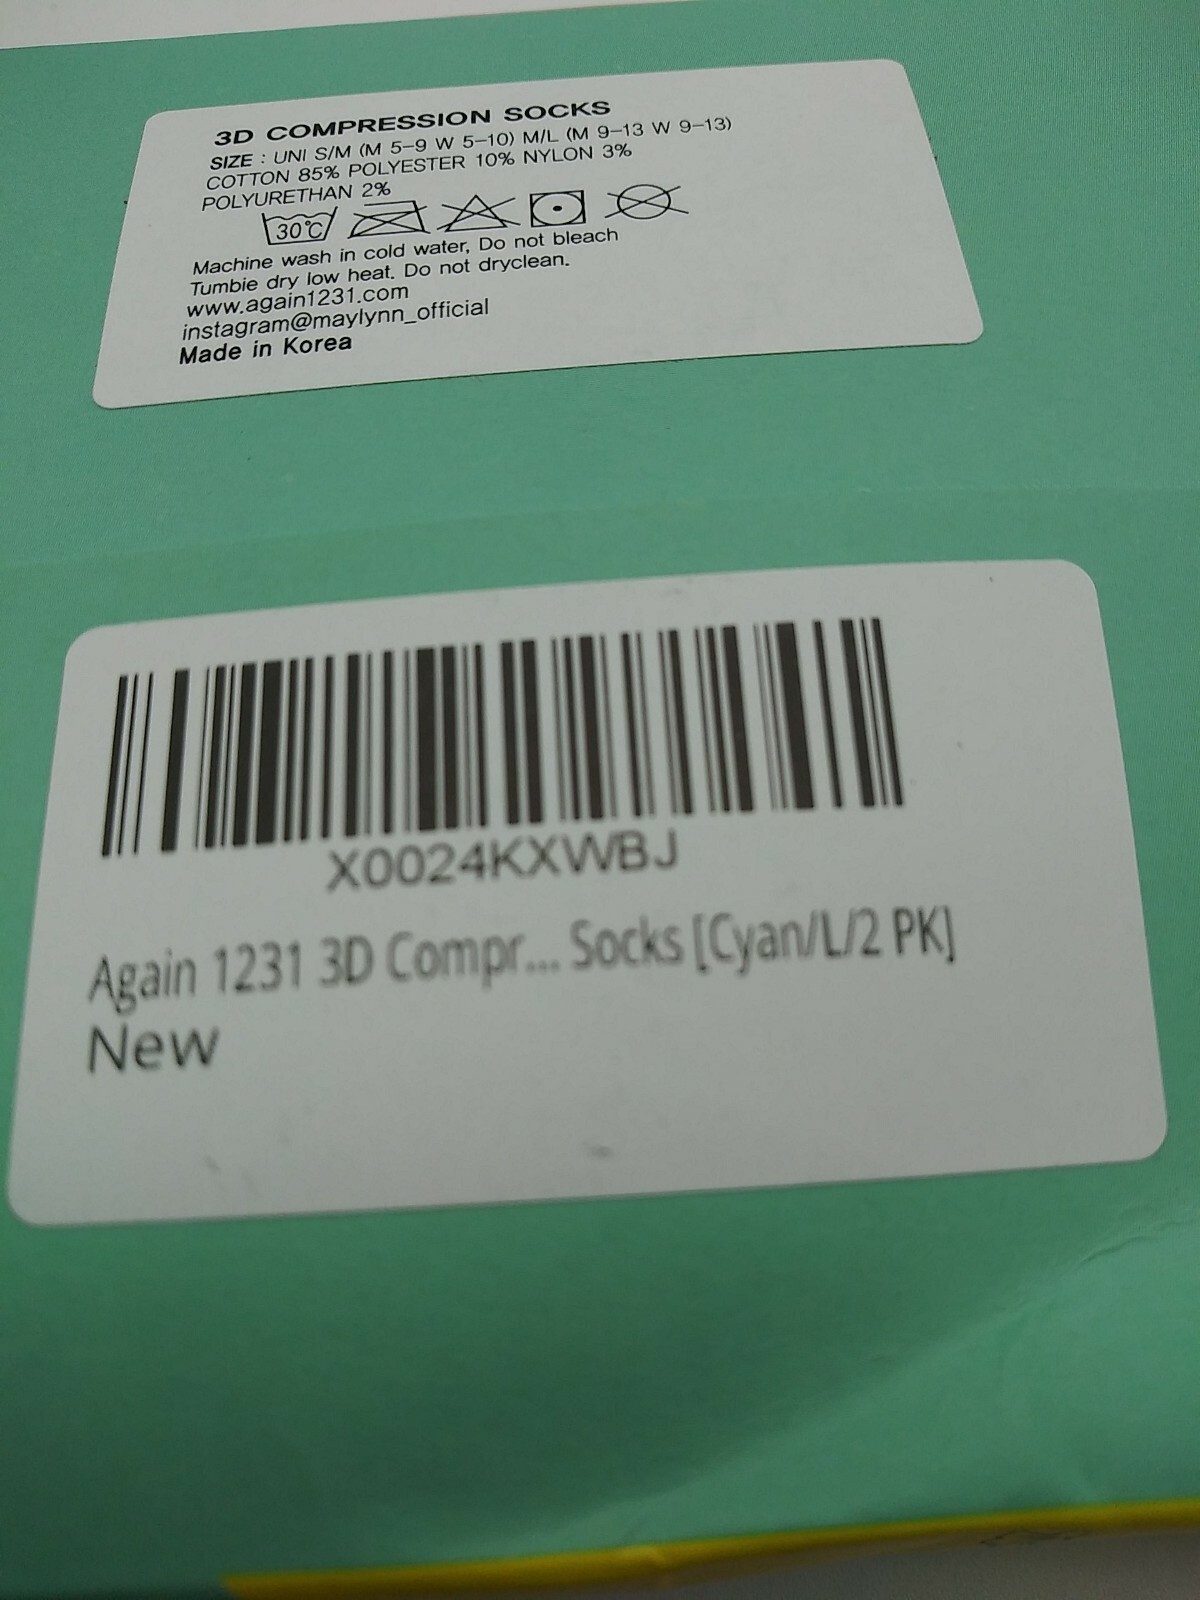 3D COMPRESSION SOCKS
SIZE : UNI S/M (M 5-9 W 5-10) M/L (M 9-13 W 9-13)
COTTON 85% POLYESTER 10% NYLON 3%
POLYURETHAN 2%
30℃
Machine wash in cold water, Do not bleach
Tumbie dry low heat. Do not dryclean.
www.again1231.com
instagram@maylynn_official
Made in Korea
X0024KXWBJ
Again 1231 3D Compr... Socks [Cyan/L/2 PK]
New